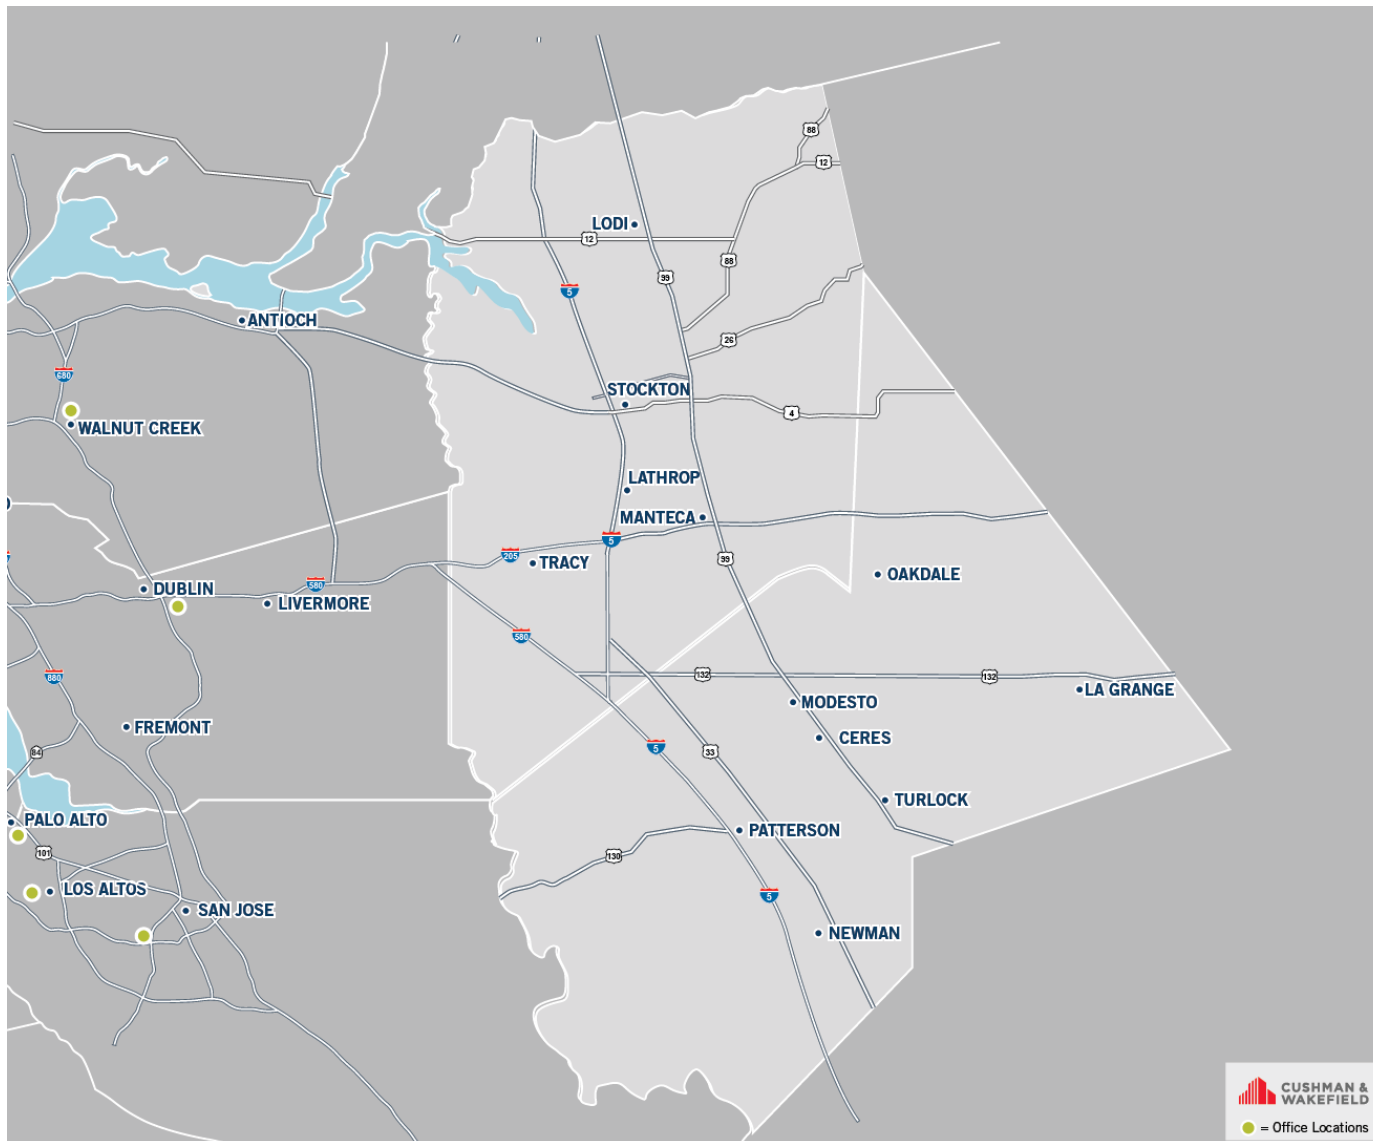 88
12
LODI
12
88
99
5
ANTIOCH
26
680
STOCKTON
4
WALNUT CREEK
LATHROP
MANTECA
5
205
TRACY
99
OAKDALE
DUBLIN
580
LIVERMORE
580
132
132
880
LA GRANGE
MODESTO
FREMONT
CERES
5
33
84
TURLOCK
PALO ALTO
PATTERSON
101
130
LOS ALTOS
5
SAN JOSE
NEWMAN
CUSHMAN &
WAKEFIELD
= Office Locations